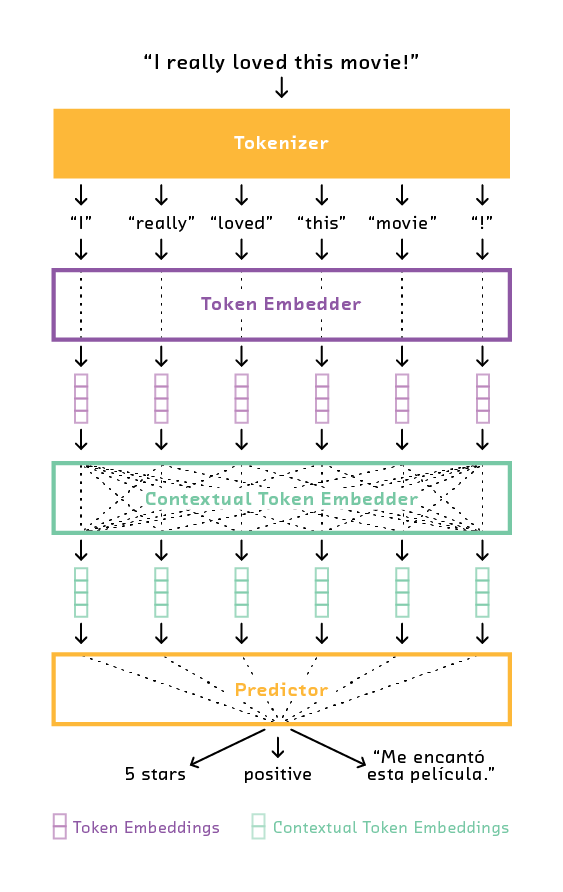 “I really loved this movie!”
Tokenizer
“I” “really” “loved” “this” “movie” “!”
Token Embedder
Contextual Token Embedder
Predictor
5 stars
positive
“Me encantó
esta película.”
Token Embeddings
Contextual Token Embeddings